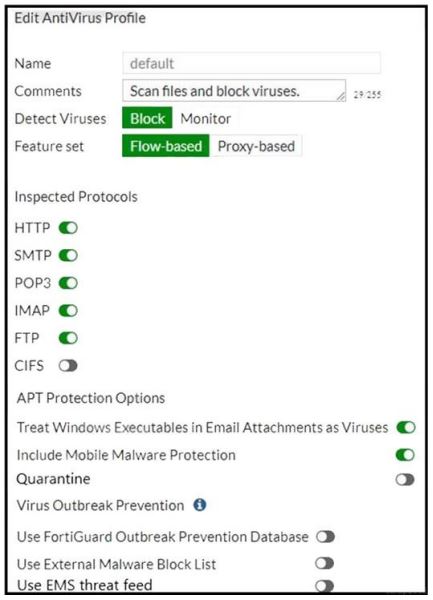 Edit AntiVirus Profile
Name default
Comments Scan files and block viruses. 29/255
Detect Viruses Block Monitor
Feature set Flow-based Proxy-based
Inspected Protocols
HTTP
SMTP
POP3
IMAP
FTP
CIFS
APT Protection Options
Treat Windows Executables in Email Attachments as Viruses
Include Mobile Malware Protection
Quarantine
Virus Outbreak Prevention
Use FortiGuard Outbreak Prevention Database
Use External Malware Block List
Use EMS threat feed